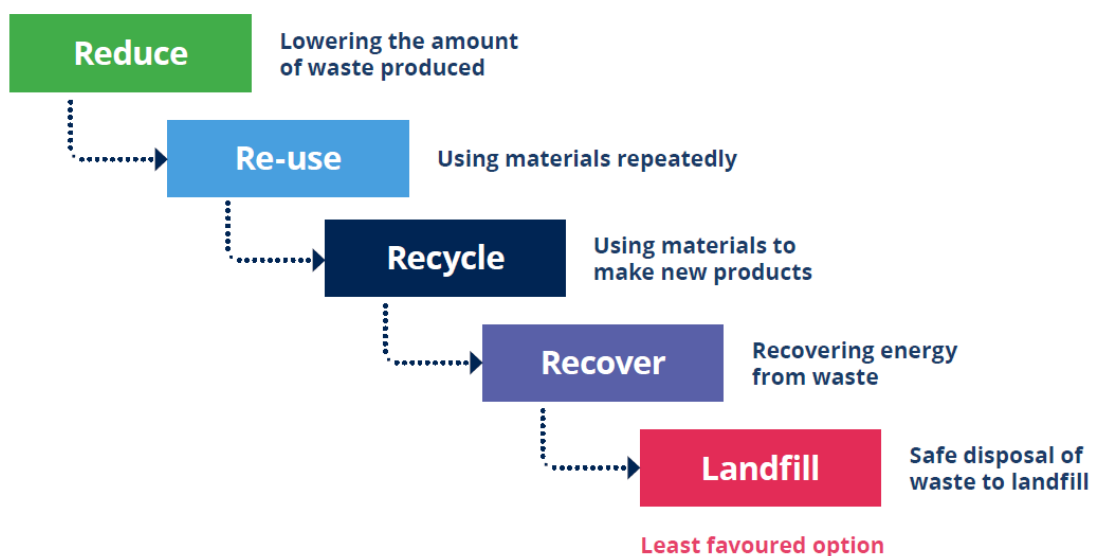 Reduce
Lowering the amount
of waste produced
Re-use
Using materials repeatedly
Recycle
Using materials to
make new products
Recover
Recovering energy
from waste
Landfill
Safe disposal of
waste to landfill
Least favoured option